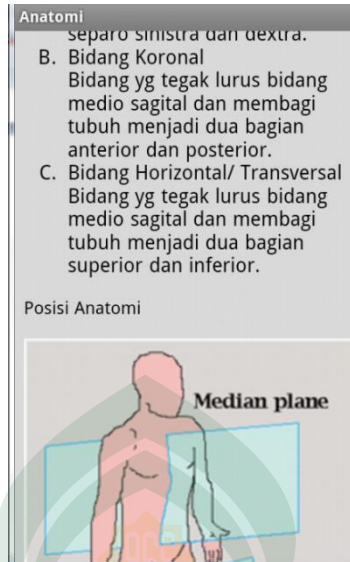 Anatomi
separo sinistra dan dextra.
B. Bidang Koronal
Bidang yg tegak lurus bidang
medio sagital dan membagi
tubuh menjadi dua bagian
anterior dan posterior.
C. Bidang Horizontal/ Transversal
Bidang yg tegak lurus bidang
medio sagital dan membagi
tubuh menjadi dua bagian
superior dan inferior.
Posisi Anatomi
Median plane